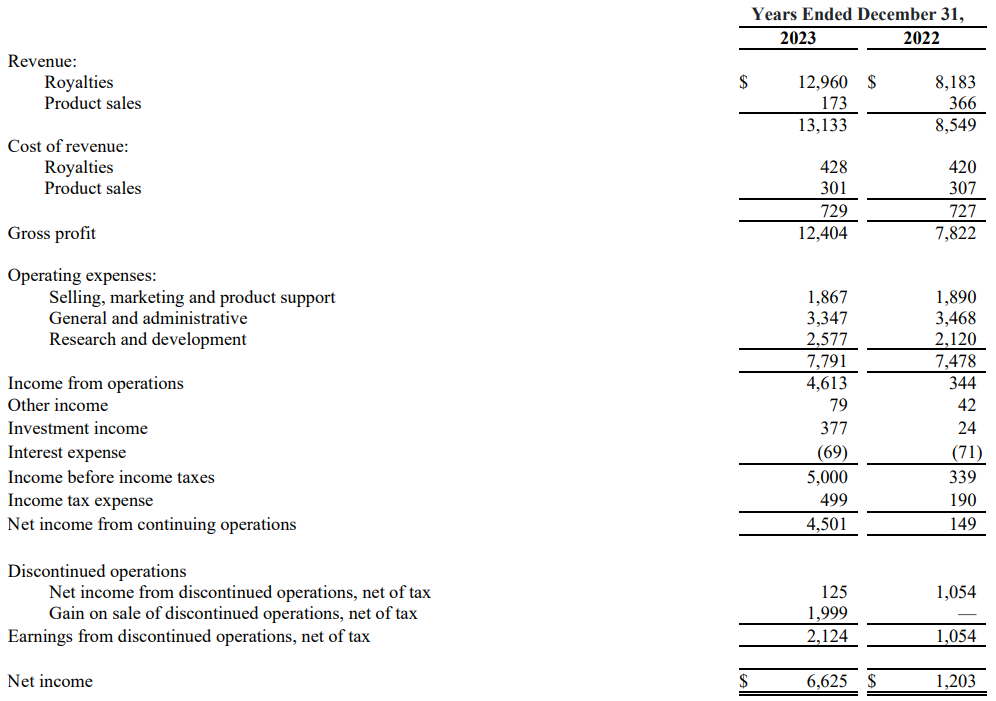 Years Ended December 31,
2023 2022
Revenue:
Royalties $ 12,960 $ 8,183
Product sales 173 366
13,133 8,549
Cost of revenue:
Royalties 428 420
Product sales 301 307
729 727
Gross profit 12,404 7,822
Operating expenses:
Selling, marketing and product support 1,867 1,890
General and administrative 3,347 3,468
Research and development 2,577 2,120
7,791 7,478
Income from operations 4,613 344
Other income 79 42
Investment income 377 24
Interest expense (69) (71)
Income before income taxes 5,000 339
Income tax expense 499 190
Net income from continuing operations 4,501 149
Discontinued operations
Net income from discontinued operations, net of tax 125 1,054
Gain on sale of discontinued operations, net of tax 1,999 —
Earnings from discontinued operations, net of tax 2,124 1,054
Net income $ 6,625 $ 1,203